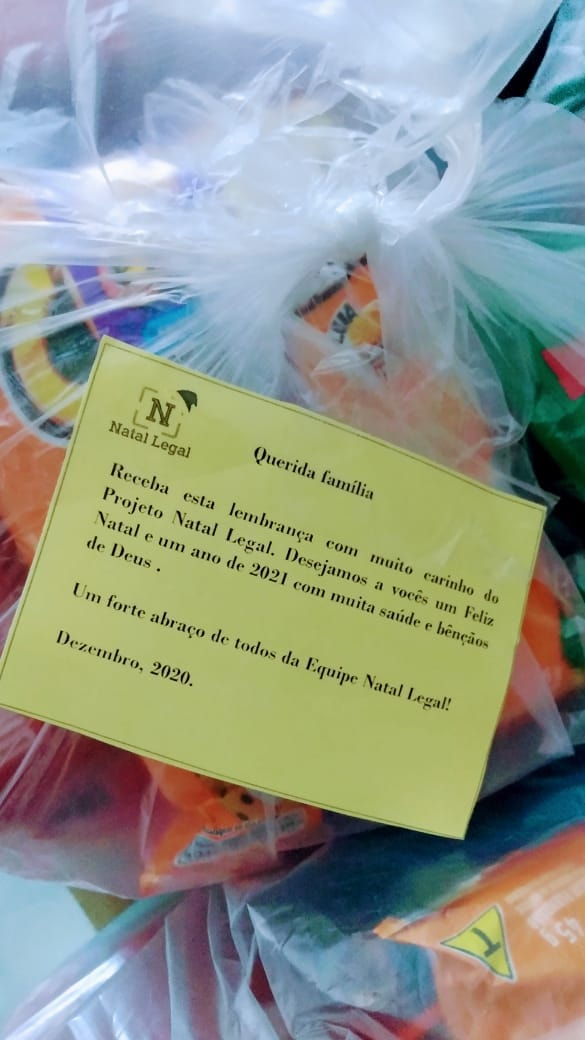 N
Natal Legal
Querida família
Receba esta lembrança com muito carinho do
Projeto Natal Legal. Desejamos a vocês um Feliz
Natal e um ano de 2021 com muita saúde e bênçãos
de Deus .
Um forte abraço de todos da Equipe Natal Legal!
Dezembro, 2020.
T